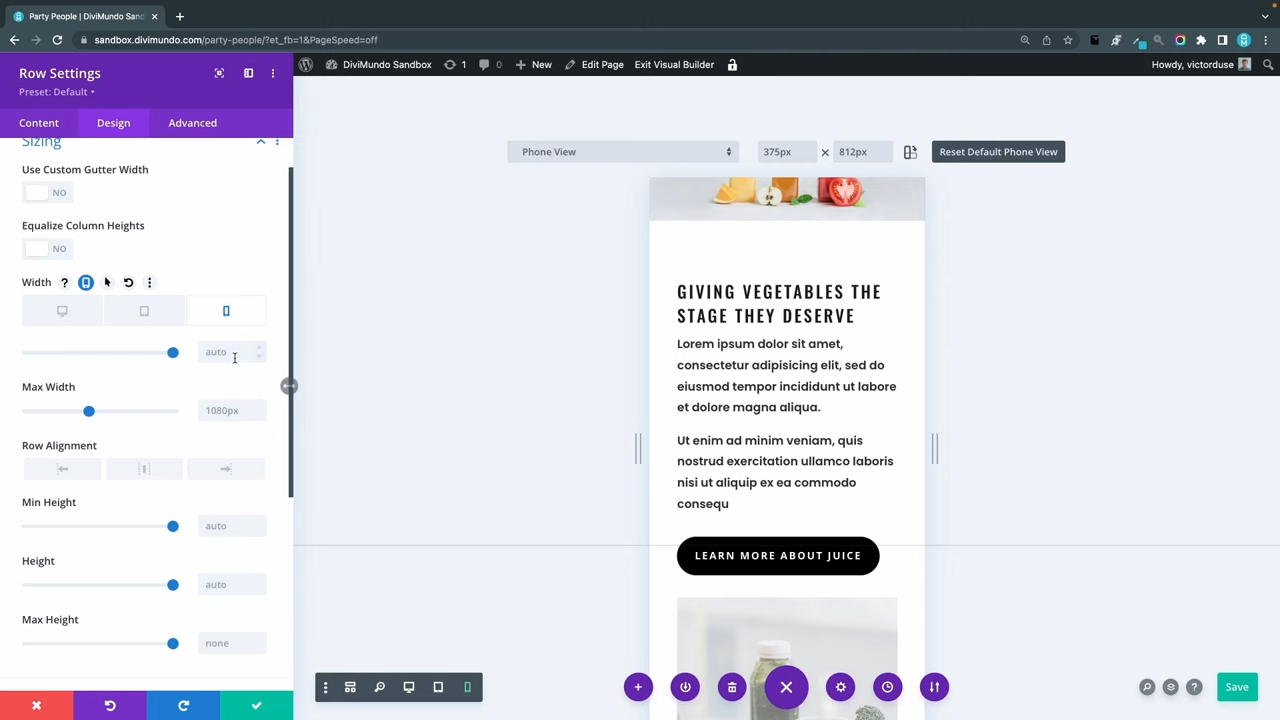 Party People | DiviMundo Sand
sandbox.divimundo.com/party-people/?et_fb=1&PageSpeed=off
DiviMundo Sandbox
1
0
New
Edit Page
Exit Visual Builder
Howdy, victorduse
Row Settings
Preset: Default
Content
Design
Advanced
Sizing
Use Custom Gutter Width
NO
Equalize Column Heights
NO
Width
?
auto
Max Width
1080px
Row Alignment
Min Height
auto
Height
auto
Max Height
none
Phone View
375px
812px
Reset Default Phone View
GIVING VEGETABLES THE
STAGE THEY DESERVE
Lorem ipsum dolor sit amet,
consectetur adipisicing elit, sed do
eiusmod tempor incididunt ut labore
et dolore magna aliqua.
Ut enim ad minim veniam, quis
nostrud exercitation ullamco laboris
nisi ut aliquip ex ea commodo
consequ
LEARN MORE ABOUT JUICE
?
Save